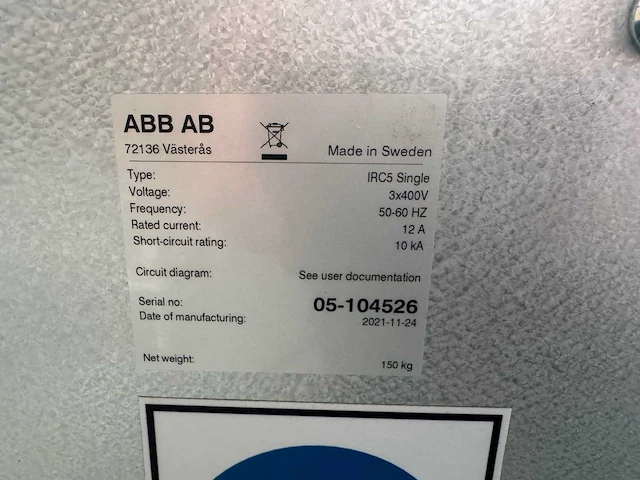 ABB AB
72136 Västerås
Made in Sweden
Type: IRC5 Single
Voltage: 3x400V
Frequency: 50-60 HZ
Rated current: 12 A
Short-circuit rating: 10 kA
Circuit diagram: See user documentation
Serial no: 05-104526
Date of manufacturing: 2021-11-24
Net weight: 150 kg